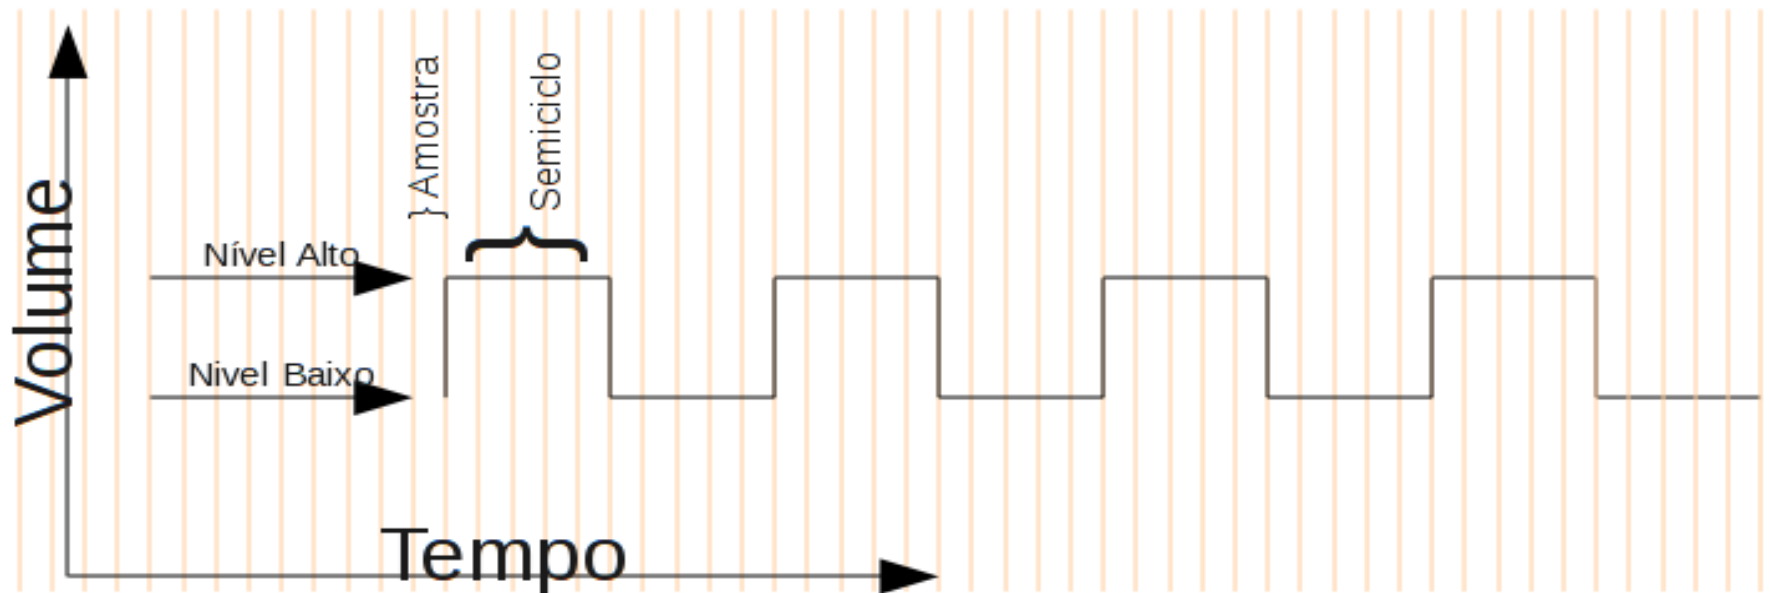 Volume
} Amostra
Semiciclo
Nível Alto
Nivel Baixo
Tempo